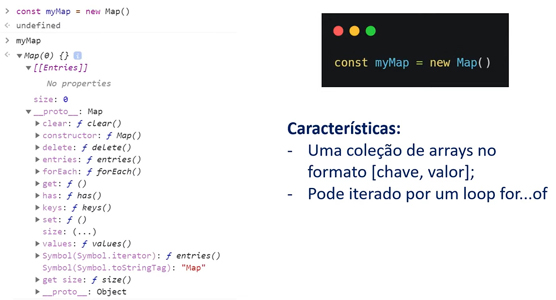 > const myMap = new Map()
< undefined
> myMap
< ▼ Map(0) {} i
▼ [[Entries]]
No properties
size: 0
▼ __proto__: Map
▶ clear: ƒ clear()
▶ constructor: ƒ Map()
▶ delete: ƒ delete()
▶ entries: ƒ entries()
▶ forEach: ƒ forEach()
▶ get: ƒ ()
▶ has: ƒ has()
▶ keys: ƒ keys()
▶ set: ƒ ()
size: (...)
▶ values: ƒ values()
▶ Symbol(Symbol.iterator): ƒ entries()
Symbol(Symbol.toStringTag): "Map"
▶ get size: ƒ size()
▶ __proto__: Object
const myMap = new Map()
Características:
- Uma coleção de arrays no
formato [chave, valor];
- Pode iterado por um loop for...of